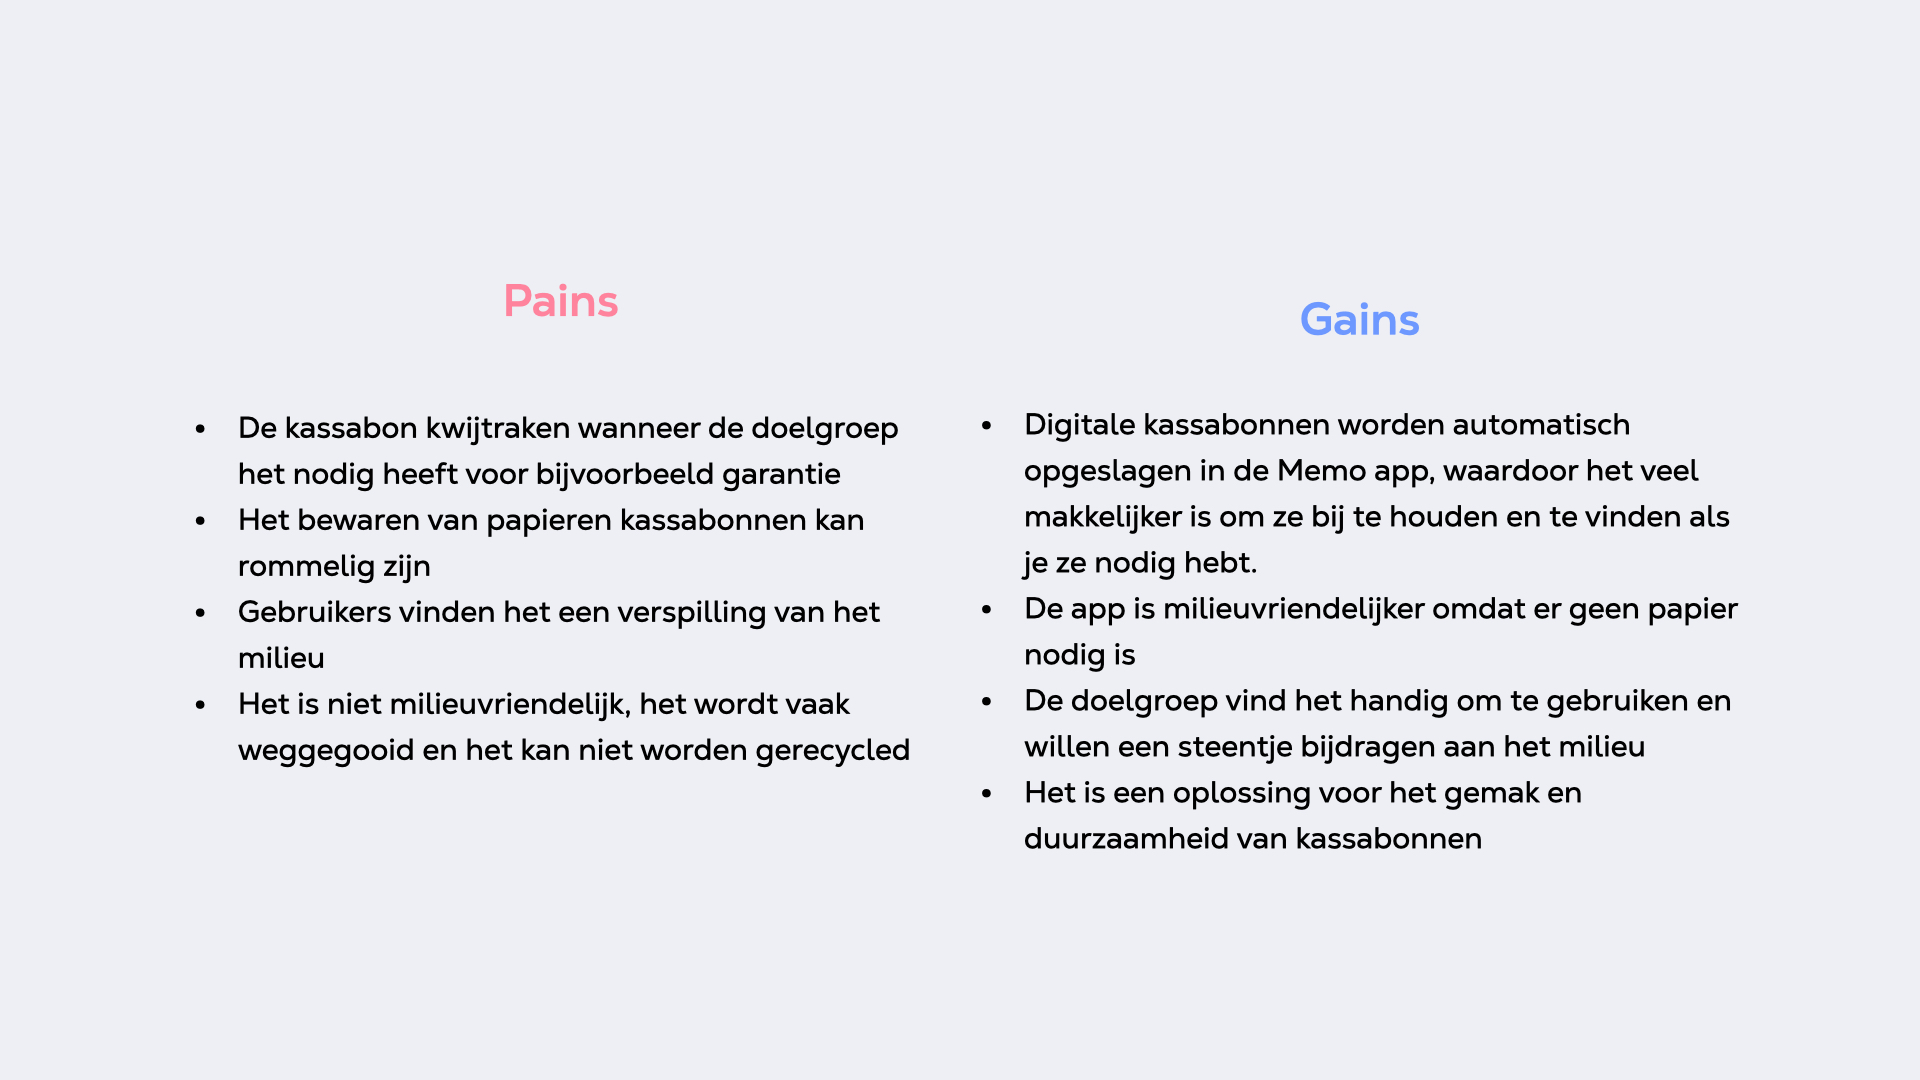 Pains
• De kassabon kwijtraken wanneer de doelgroep
het nodig heeft voor bijvoorbeeld garantie
• Het bewaren van papieren kassabonnen kan
rommelig zijn
• Gebruikers vinden het een verspilling van het
milieu
• Het is niet milieuvriendelijk, het wordt vaak
weggegooid en het kan niet worden gerecycled
Gains
• Digitale kassabonnen worden automatisch
opgeslagen in de Memo app, waardoor het veel
makkelijker is om ze bij te houden en te vinden als
je ze nodig hebt.
• De app is milieuvriendelijker omdat er geen papier
nodig is
• De doelgroep vind het handig om te gebruiken en
willen een steentje bijdragen aan het milieu
• Het is een oplossing voor het gemak en
duurzaamheid van kassabonnen